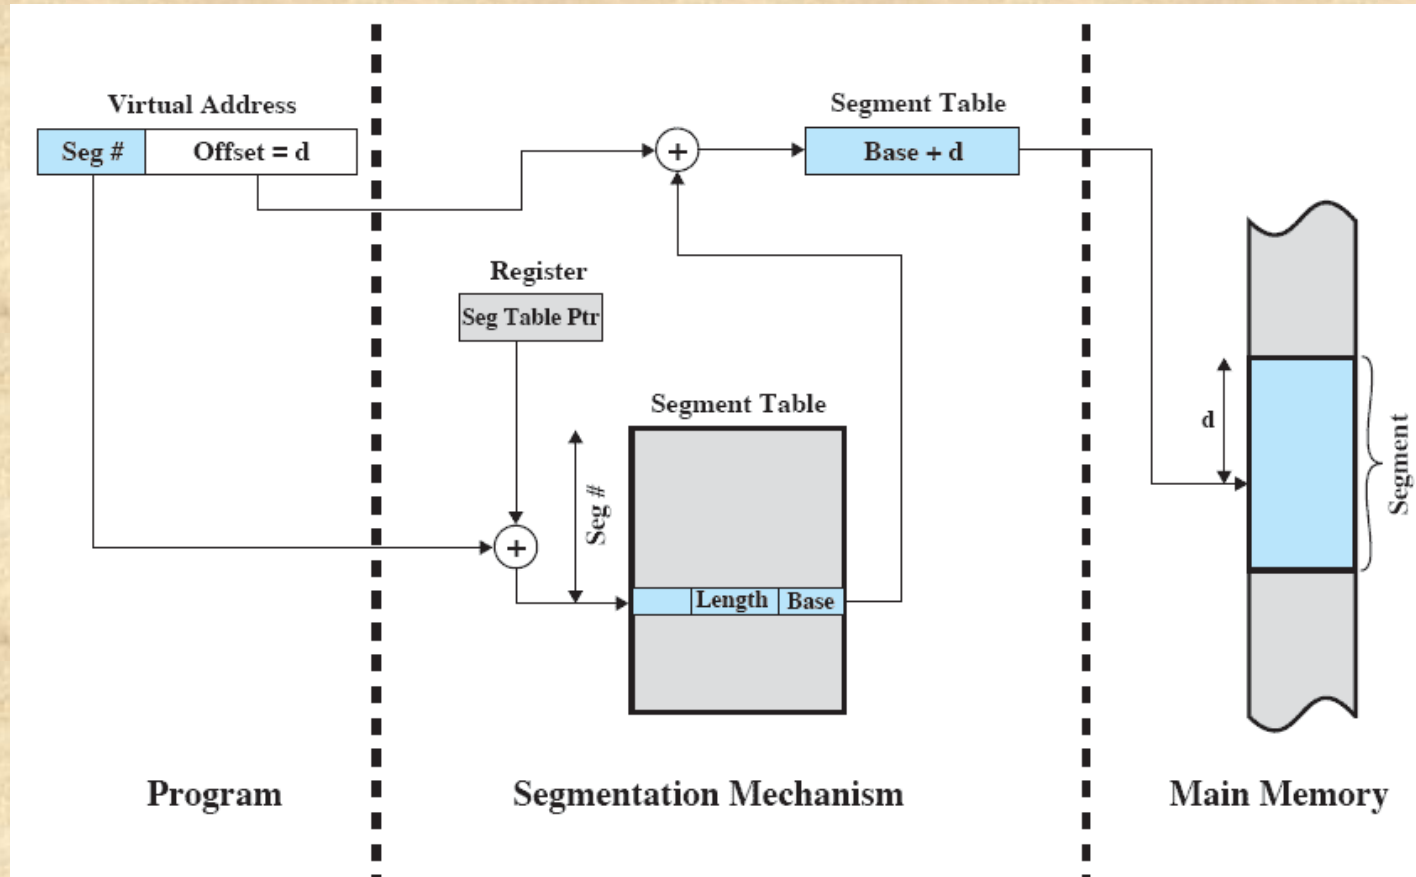 Virtual Address
Seg #
Offset = d
+
Segment Table
Base + d
Register
Seg Table Ptr
Segment Table
Seg #
+
Length
Base
d
Segment
Program
Segmentation Mechanism
Main Memory